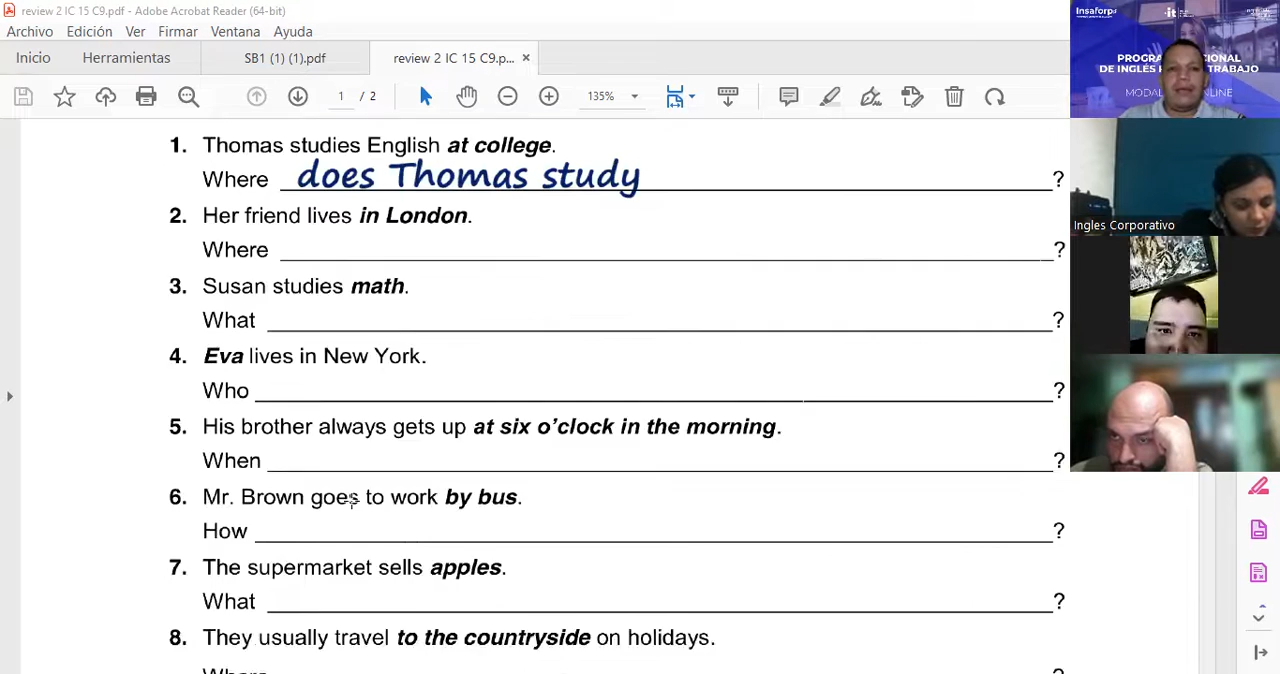 review 2 IC 15 C9.pdf - Adobe Acrobat Reader (64-bit)
Archivo Edición Ver Firmar Ventana Ayuda
Inicio Herramientas SB1 (1) (1).pdf review 2 IC 15 C9.p... ×
1 / 2 135%
1. Thomas studies English at college.
Where does Thomas study ?
2. Her friend lives in London.
Where ?
3. Susan studies math.
What ?
4. Eva lives in New York.
Who ?
5. His brother always gets up at six o'clock in the morning.
When ?
6. Mr. Brown goes to work by bus.
How ?
7. The supermarket sells apples.
What ?
8. They usually travel to the countryside on holidays.
Where ?
Insaforp
Ingles Corporativo